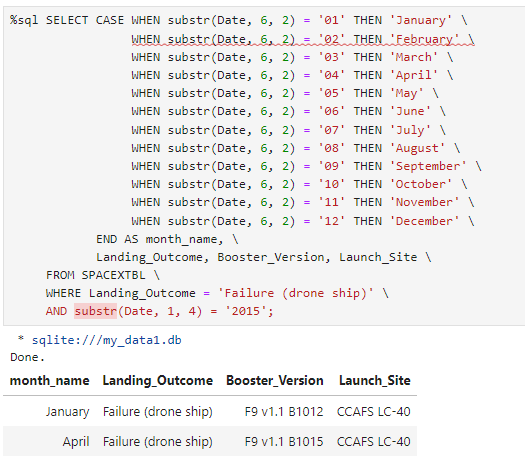 %sql SELECT CASE WHEN substr(Date, 6, 2) = '01' THEN 'January' \
WHEN substr(Date, 6, 2) = '02' THEN 'February' \
WHEN substr(Date, 6, 2) = '03' THEN 'March' \
WHEN substr(Date, 6, 2) = '04' THEN 'April' \
WHEN substr(Date, 6, 2) = '05' THEN 'May' \
WHEN substr(Date, 6, 2) = '06' THEN 'June' \
WHEN substr(Date, 6, 2) = '07' THEN 'July' \
WHEN substr(Date, 6, 2) = '08' THEN 'August' \
WHEN substr(Date, 6, 2) = '09' THEN 'September' \
WHEN substr(Date, 6, 2) = '10' THEN 'October' \
WHEN substr(Date, 6, 2) = '11' THEN 'November' \
WHEN substr(Date, 6, 2) = '12' THEN 'December' \
END AS month_name, \
Landing_Outcome, Booster_Version, Launch_Site \
FROM SPACEXTBL \
WHERE Landing_Outcome = 'Failure (drone ship)' \
AND substr(Date, 1, 4) = '2015';
* sqlite:///my_data1.db
Done.
month_name Landing_Outcome Booster_Version Launch_Site
January Failure (drone ship) F9 v1.1 B1012 CCAFS LC-40
April Failure (drone ship) F9 v1.1 B1015 CCAFS LC-40